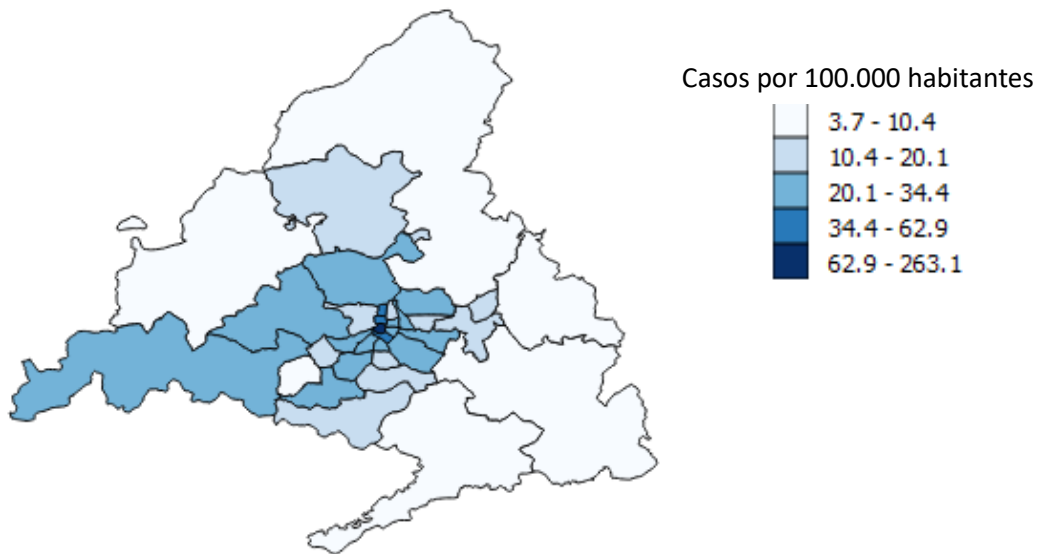 Casos por 100.000 habitantes
3.7 - 10.4
10.4 - 20.1
20.1 - 34.4
34.4 - 62.9
62.9 - 263.1